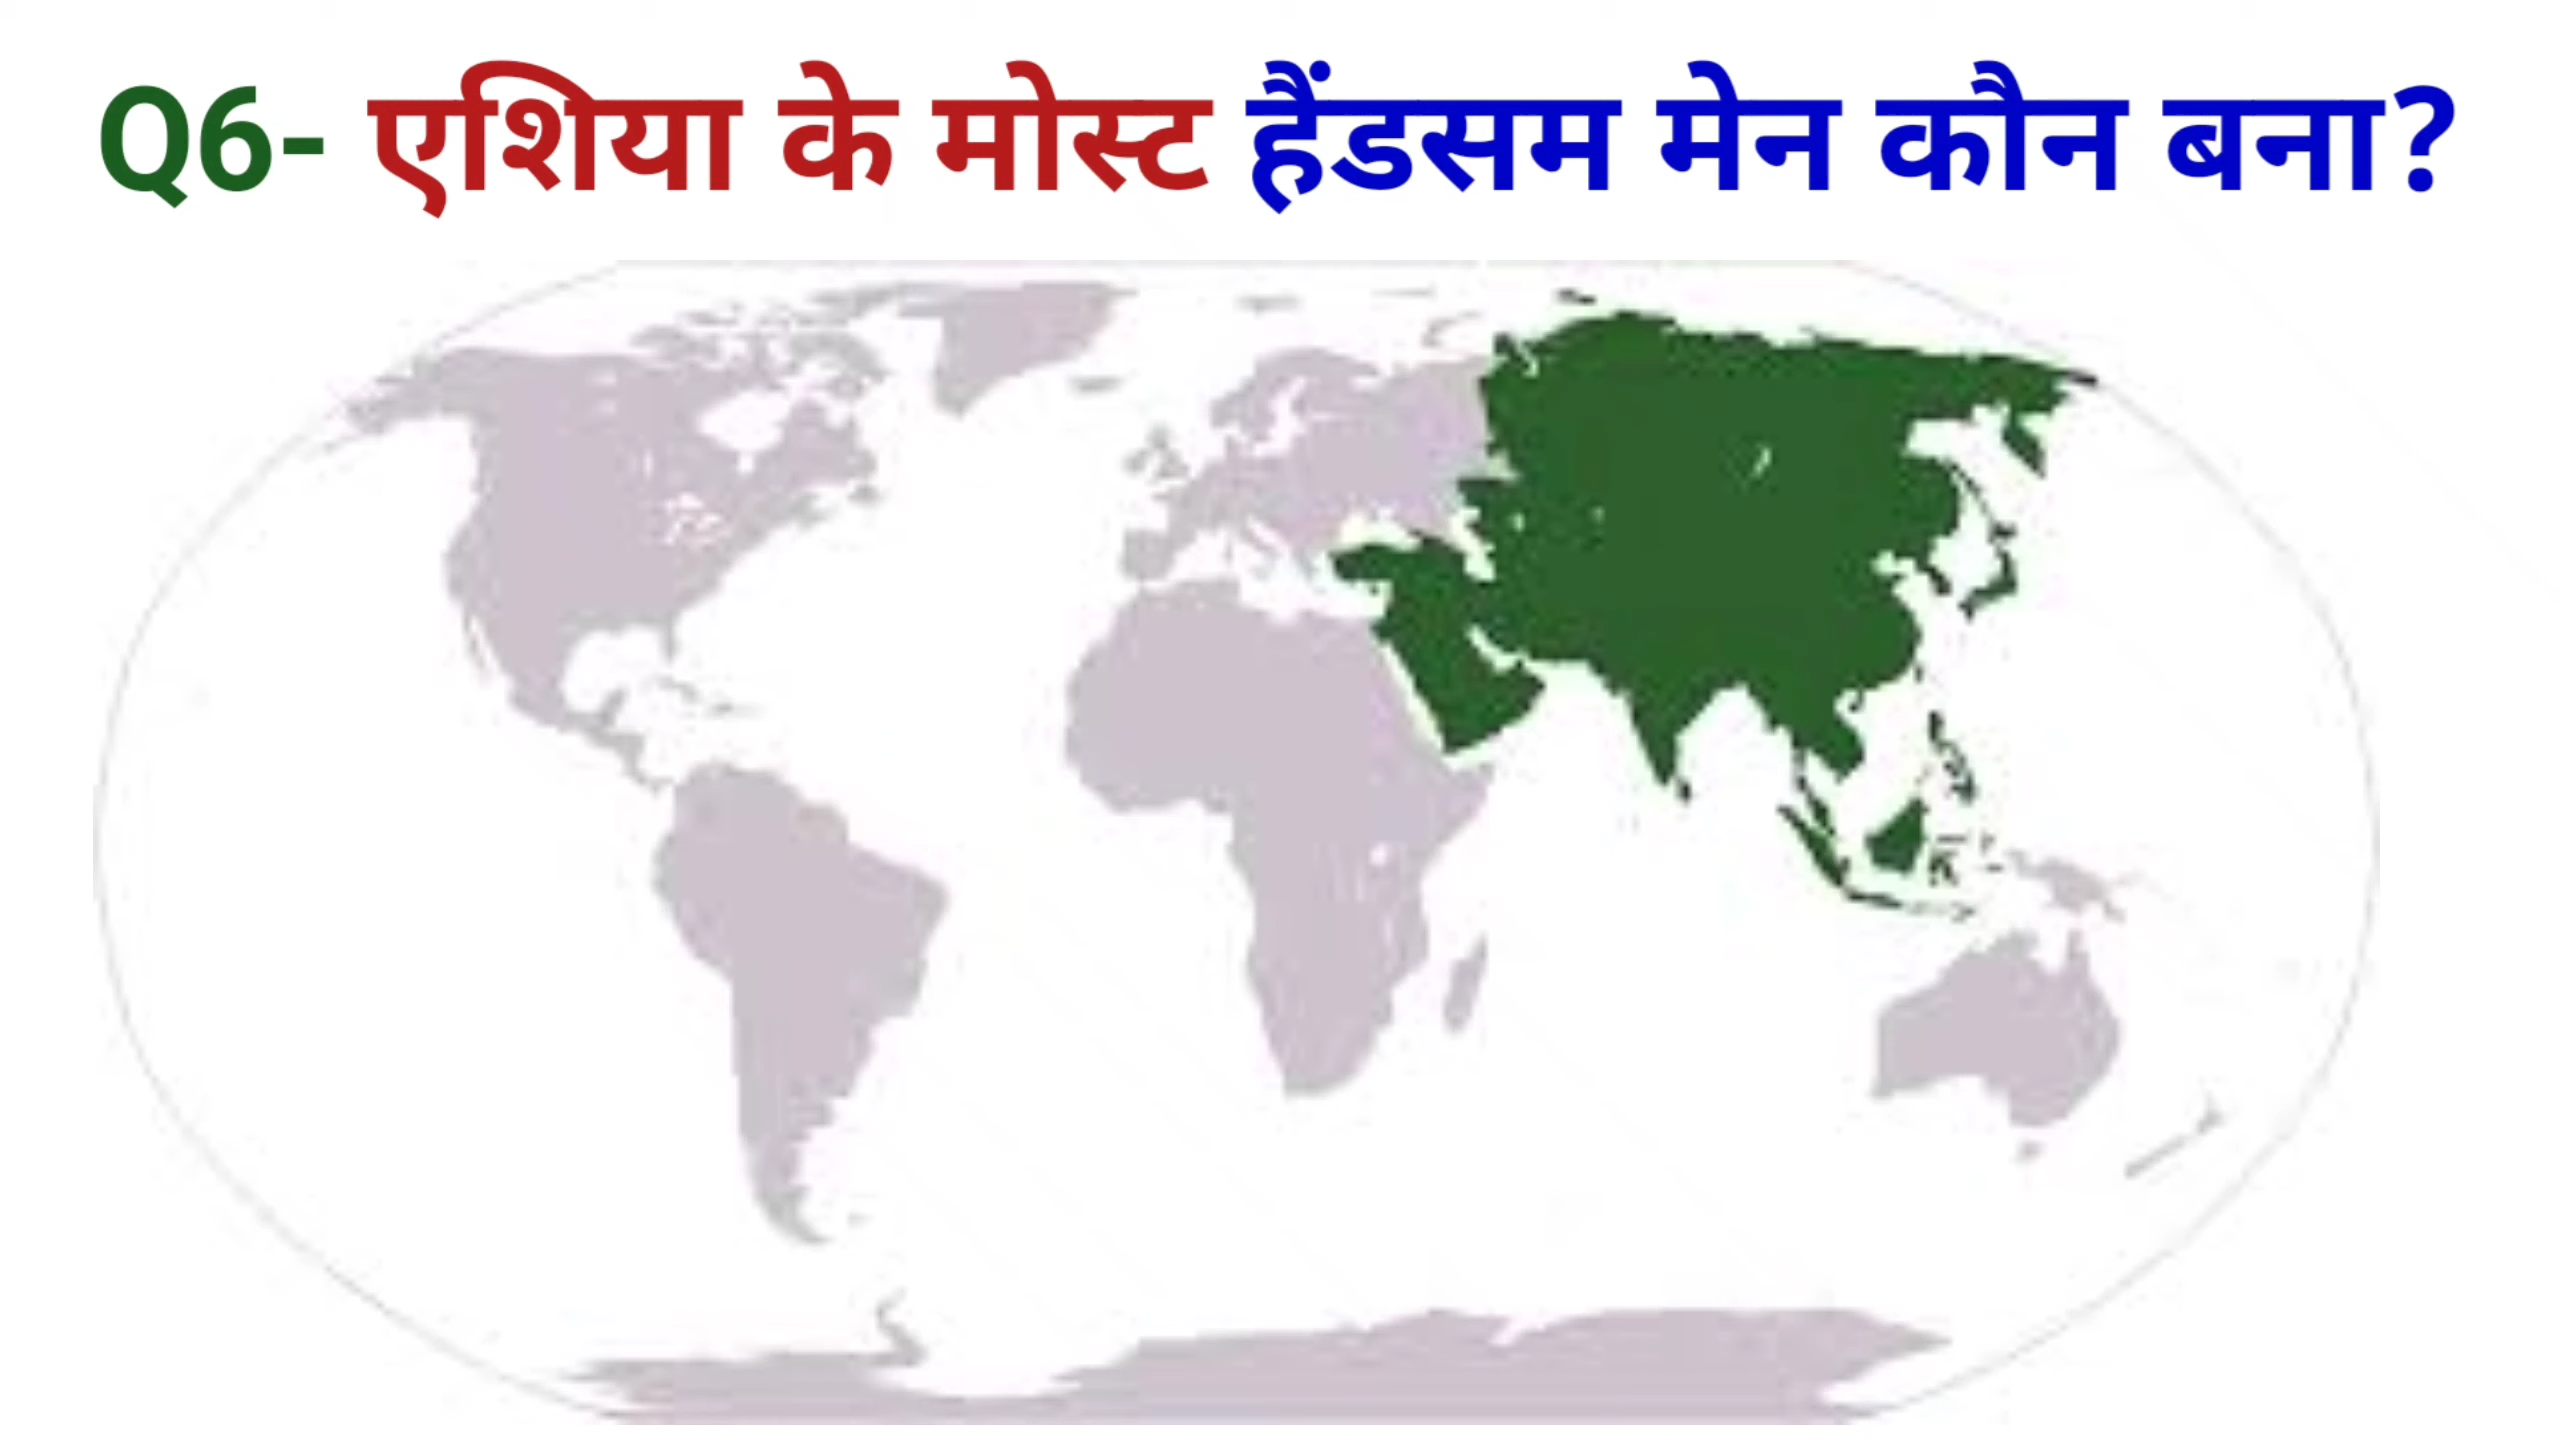 Q6- एशिया के मोस्ट हैंडसम मेन कौन बना?